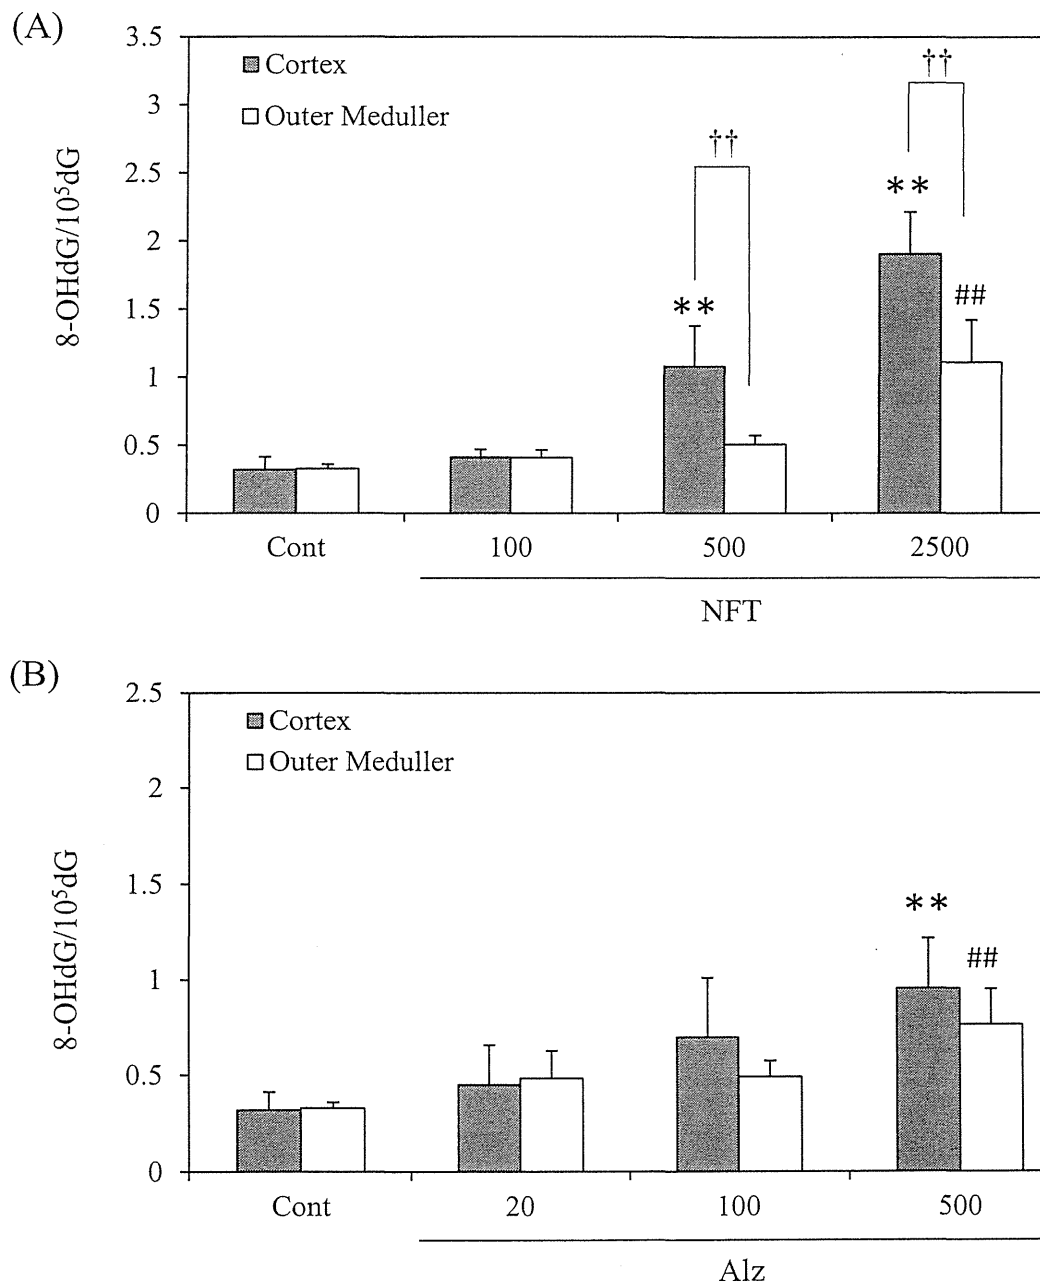 (A)
3.5
3
2.5
2
1.5
1
0.5
0
8-OHdG/10⁵dG
Cortex
Outer Meduller
††
††
**
**
##
Cont 100 500 2500
NFT
(B)
2.5
2
1.5
1
0.5
0
8-OHdG/10⁵dG
Cortex
Outer Meduller
**
##
Cont 20 100 500
Alz